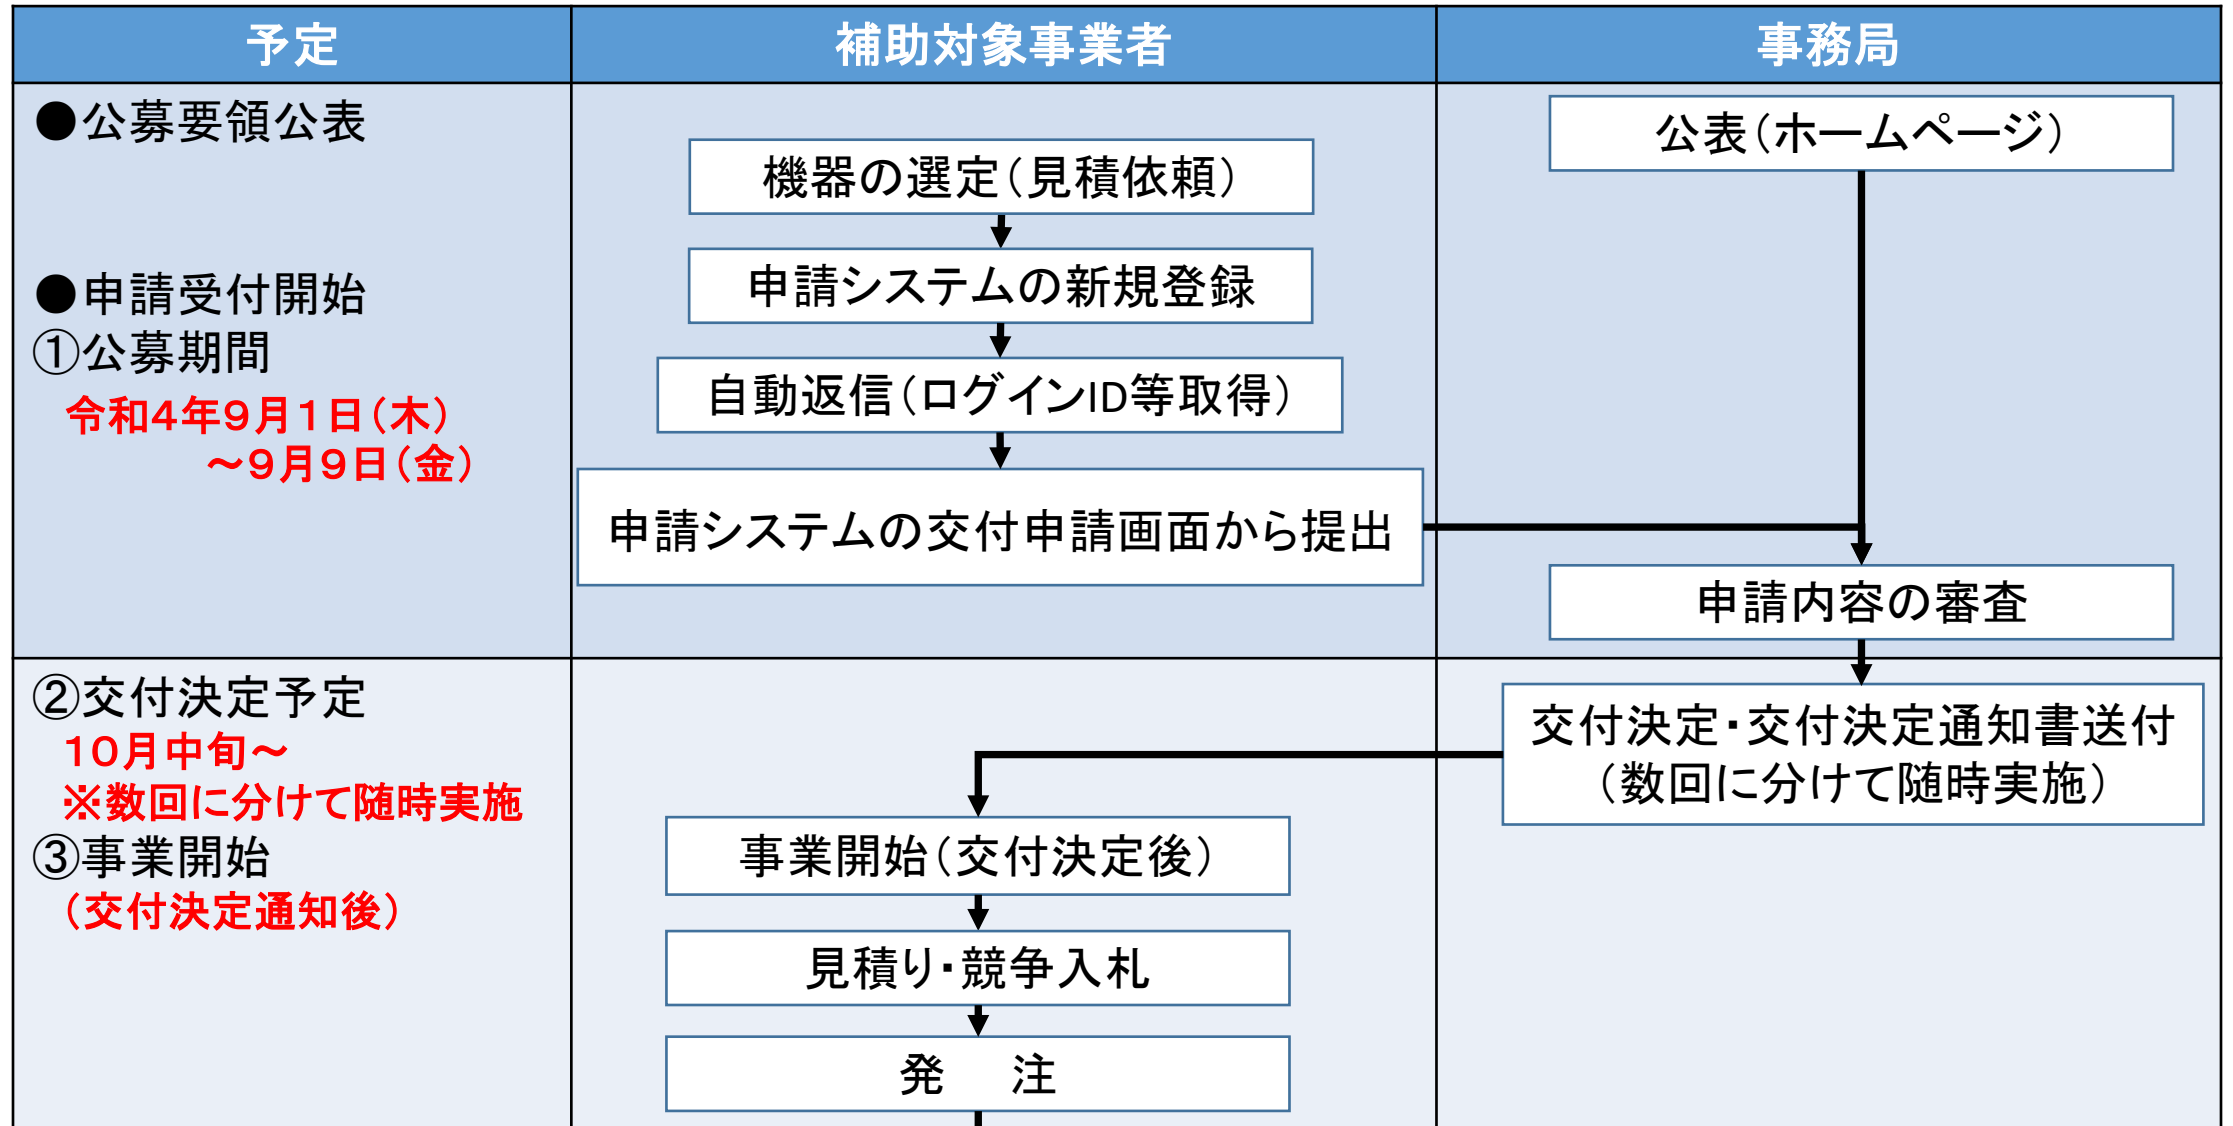 予定
補助対象事業者
事務局
●公募要領公表
●申請受付開始
①公募期間
令和4年9月1日(木)
～9月9日(金)
機器の選定(見積依頼)
申請システムの新規登録
自動返信(ログインID等取得)
申請システムの交付申請画面から提出
公表(ホームページ)
申請内容の審査
②交付決定予定
10月中旬～
※数回に分けて随時実施
③事業開始
(交付決定通知後)
交付決定・交付決定通知書送付
(数回に分けて随時実施)
事業開始(交付決定後)
見積り・競争入札
発　注